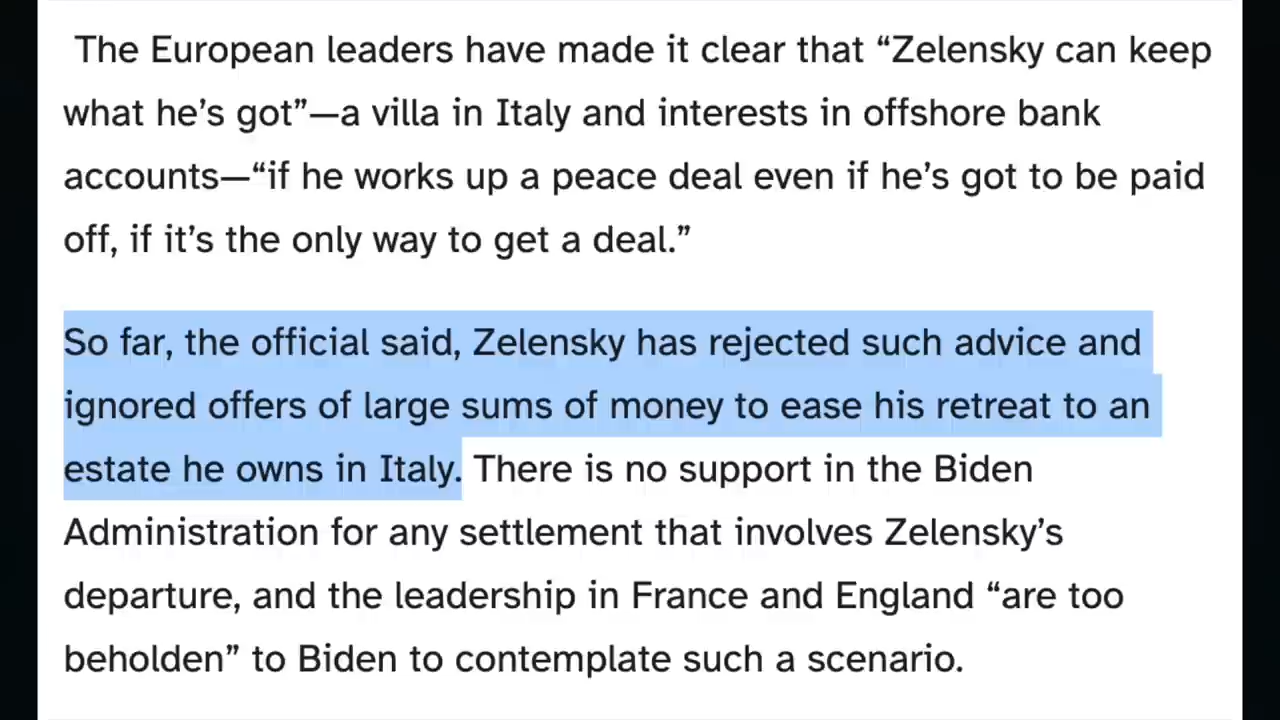 The European leaders have made it clear that “Zelensky can keep
what he’s got”—a villa in Italy and interests in offshore bank
accounts—“if he works up a peace deal even if he’s got to be paid
off, if it’s the only way to get a deal.”
So far, the official said, Zelensky has rejected such advice and
ignored offers of large sums of money to ease his retreat to an
estate he owns in Italy. There is no support in the Biden
Administration for any settlement that involves Zelensky’s
departure, and the leadership in France and England “are too
beholden” to Biden to contemplate such a scenario.